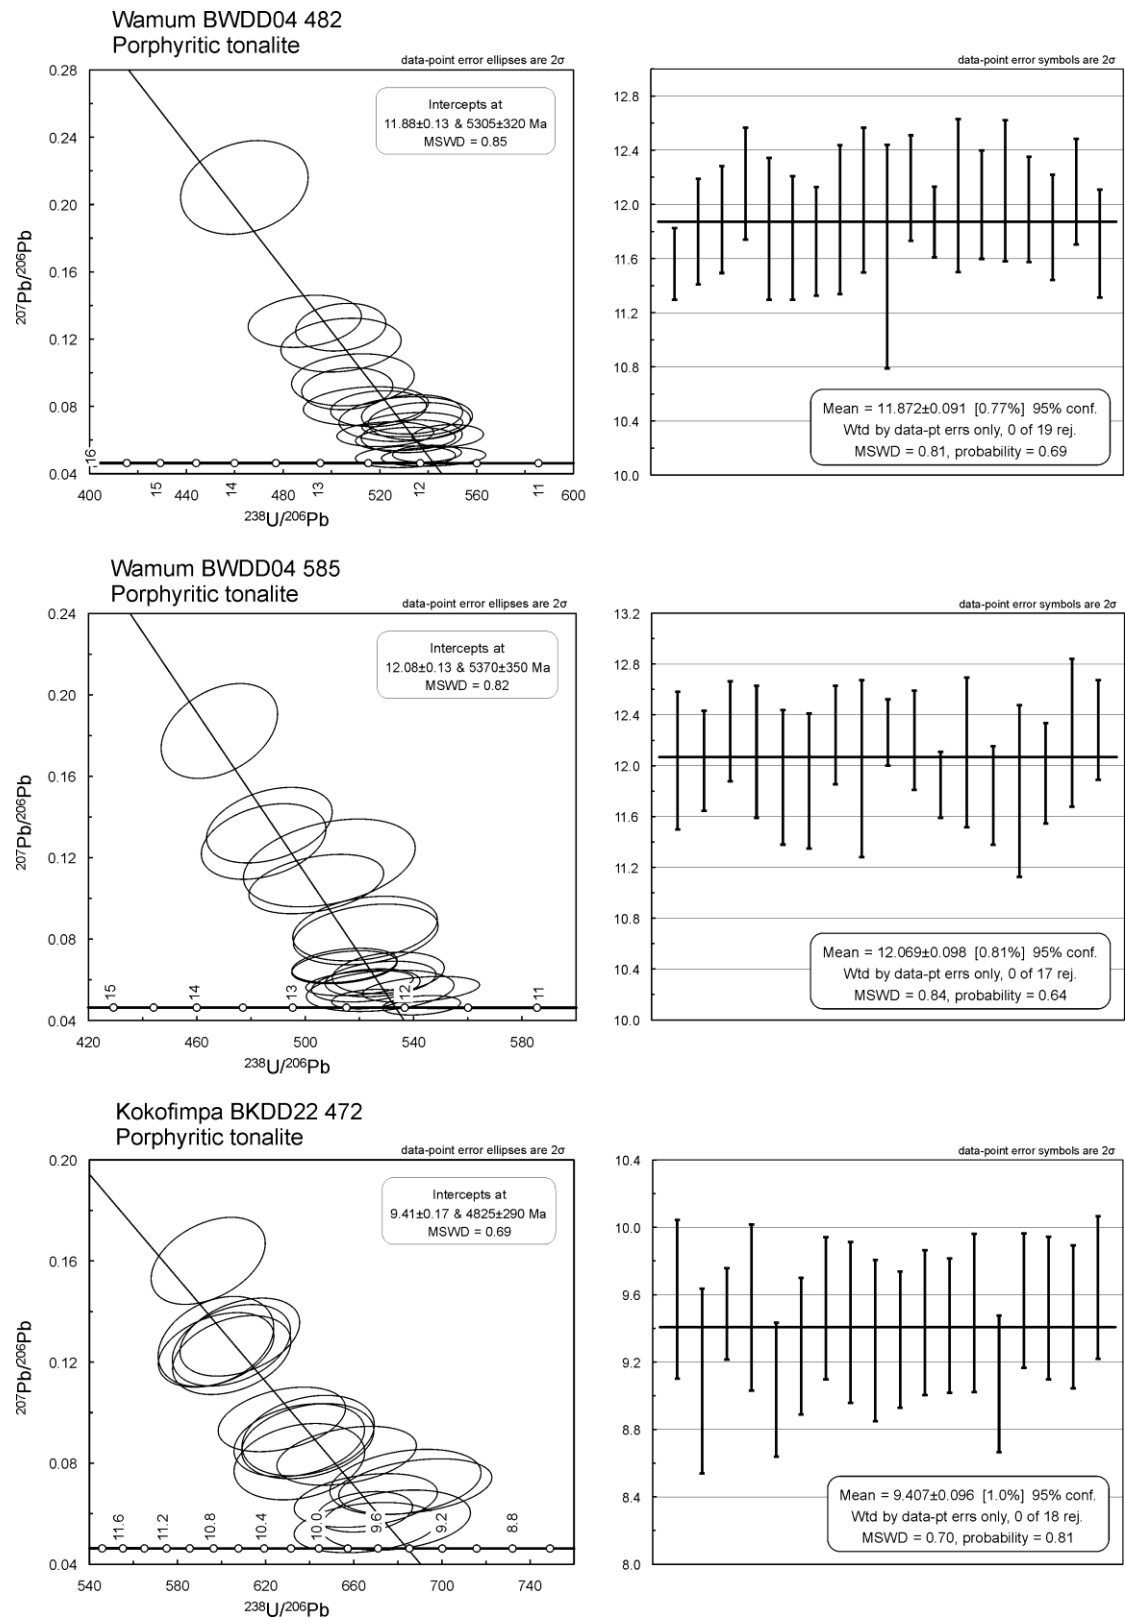 Wamum BWDD04 482
Porphyritic tonalite
data-point error ellipses are 2σ
0.28
0.24
0.20
0.16
0.12
0.08
0.04
207Pb/206Pb
Intercepts at
11.88±0.13 & 5305±320 Ma
MSWD = 0.85
16 15 14 13 12 11
400 440 480 520 560 600
238U/206Pb
data-point error symbols are 2σ
12.8
12.4
12.0
11.6
11.2
10.8
10.4
10.0
Mean = 11.872±0.091 [0.77%] 95% conf.
Wtd by data-pt errs only, 0 of 19 rej.
MSWD = 0.81, probability = 0.69
Wamum BWDD04 585
Porphyritic tonalite
data-point error ellipses are 2σ
0.24
0.20
0.16
0.12
0.08
0.04
207Pb/206Pb
Intercepts at
12.08±0.13 & 5370±350 Ma
MSWD = 0.82
15 14 13 12 11
420 460 500 540 580
238U/206Pb
data-point error symbols are 2σ
13.2
12.8
12.4
12.0
11.6
11.2
10.8
10.4
10.0
Mean = 12.069±0.098 [0.81%] 95% conf.
Wtd by data-pt errs only, 0 of 17 rej.
MSWD = 0.84, probability = 0.64
Kokofimpa BKDD22 472
Porphyritic tonalite
data-point error ellipses are 2σ
0.20
0.16
0.12
0.08
0.04
207Pb/206Pb
Intercepts at
9.41±0.17 & 4825±290 Ma
MSWD = 0.69
11.6 11.2 10.8 10.4 10.0 9.6 9.2 8.8
540 580 620 660 700 740
238U/206Pb
data-point error symbols are 2σ
10.4
10.0
9.6
9.2
8.8
8.4
8.0
Mean = 9.407±0.096 [1.0%] 95% conf.
Wtd by data-pt errs only, 0 of 18 rej.
MSWD = 0.70, probability = 0.81